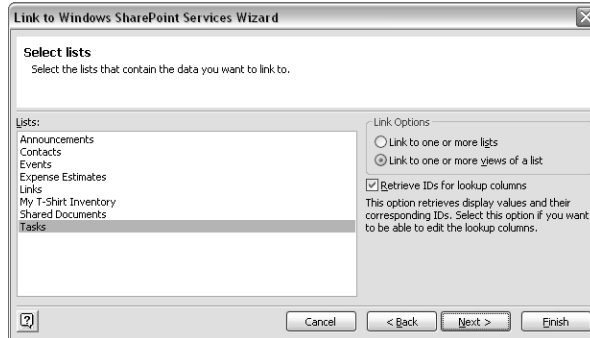 Link to Windows SharePoint Services Wizard
Select lists
Select the lists that contain the data you want to link to.
Lists:
Announcements
Contacts
Events
Expense Estimates
Links
My T-Shirt Inventory
Shared Documents
Tasks
Link Options
Link to one or more lists
Link to one or more views of a list
Retrieve IDs for lookup columns
This option retrieves display values and their
corresponding IDs. Select this option if you want
to be able to edit the lookup columns.
Cancel
< Back
Next >
Finish